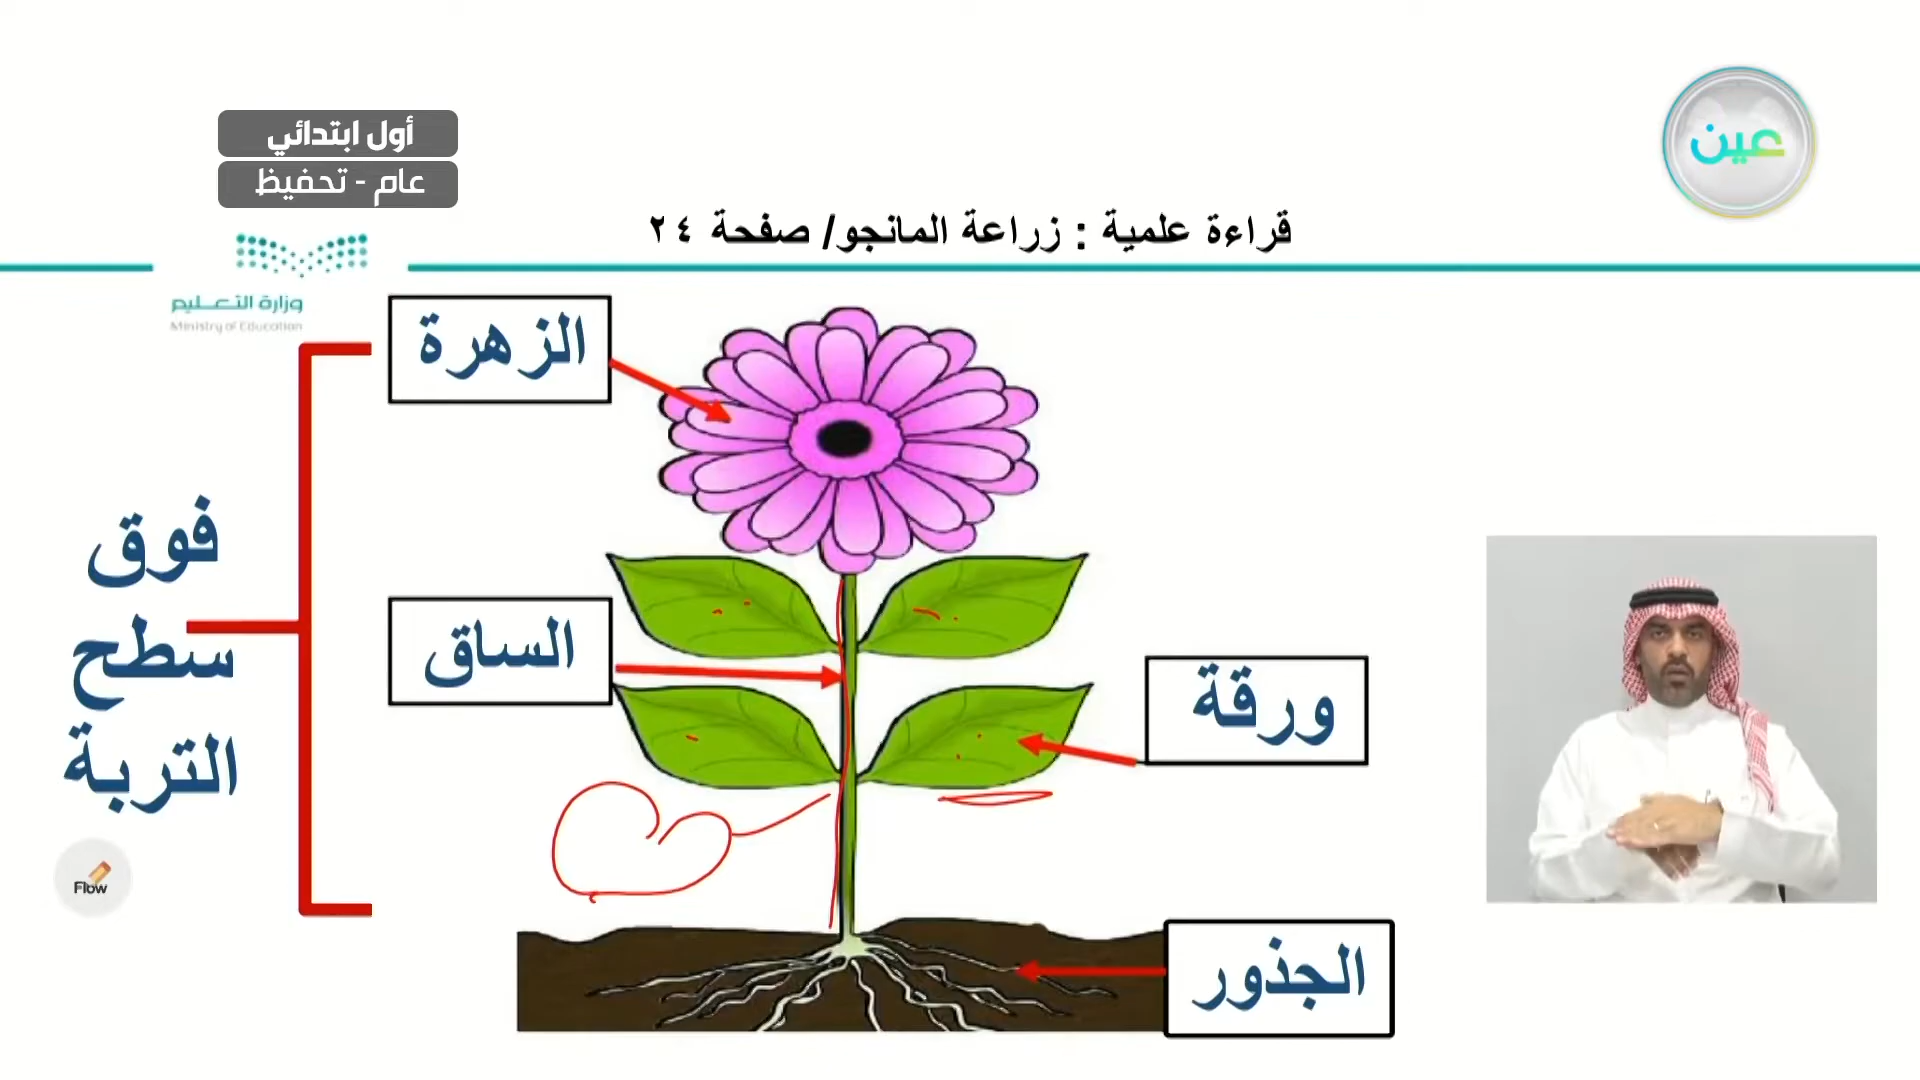 أول ابتدائي
عام - تحفيظ
عين
قراءة علمية : زراعة المانجو/ صفحة ٢٤
وزارة التعليم
Ministry of Education
الزهرة
فوق
سطح
التربة
الساق
ورقة
الجذور
Flow